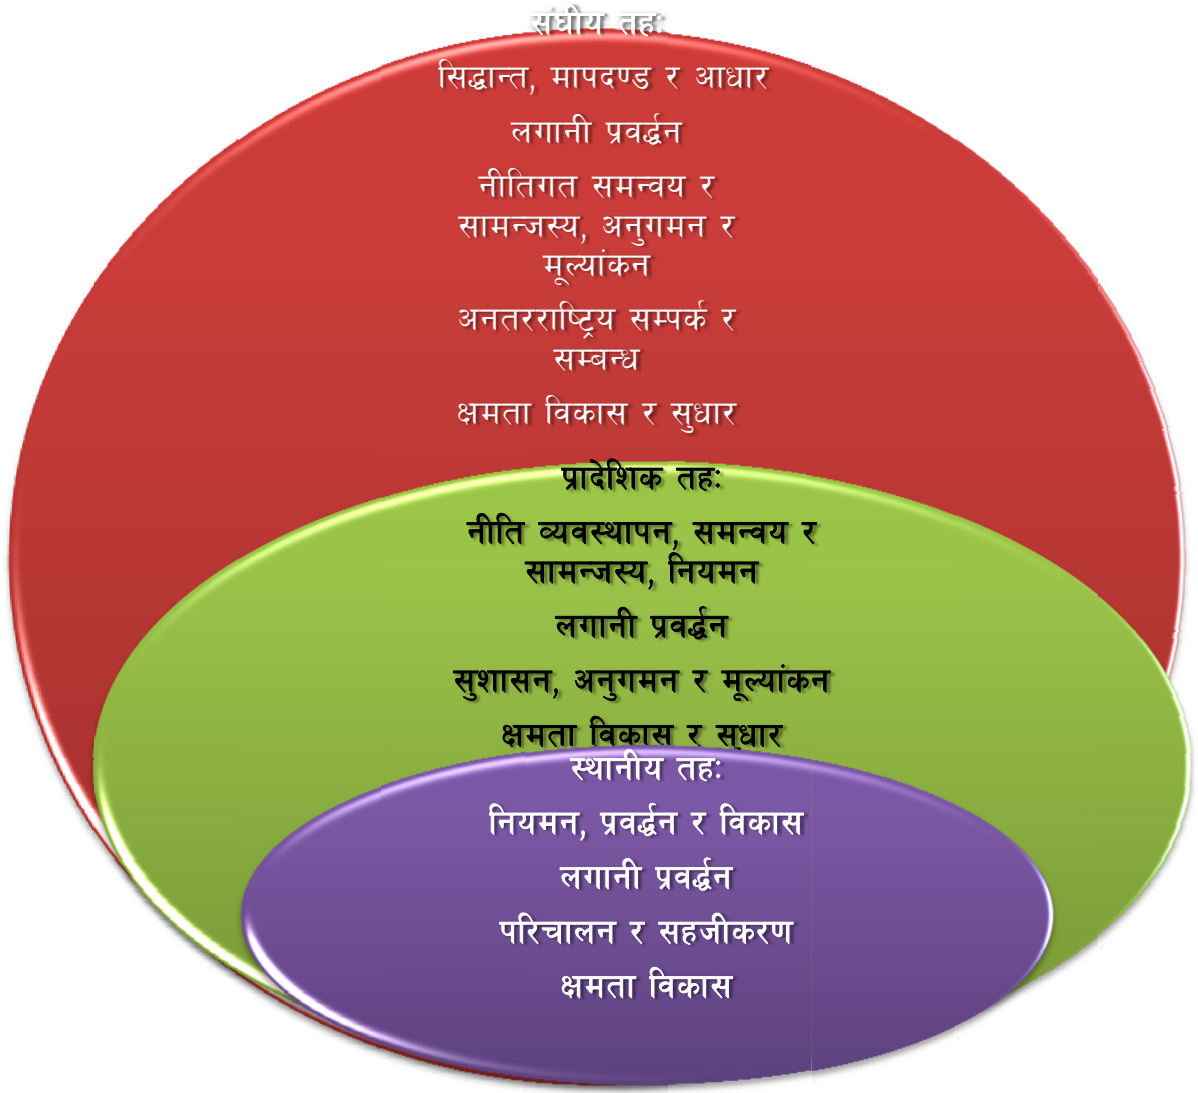 संघीय तहः
सिद्धान्त, मापदण्ड र आधार
लगानी प्रवर्द्धन
नीतिगत समन्वय र
सामन्जस्य, अनुगमन र
मूल्यांकन
अनतरराष्ट्रिय सम्पर्क र
सम्बन्ध
क्षमता विकास र सुधार
प्रादेशिक तहः
नीति व्यवस्थापन, समन्वय र
सामन्जस्य, नियमन
लगानी प्रवर्द्धन
सुशासन, अनुगमन र मूल्यांकन
क्षमता विकास र सुधार
स्थानीय तहः
नियमन, प्रवर्द्धन र विकास
लगानी प्रवर्द्धन
परिचालन र सहजीकरण
क्षमता विकास